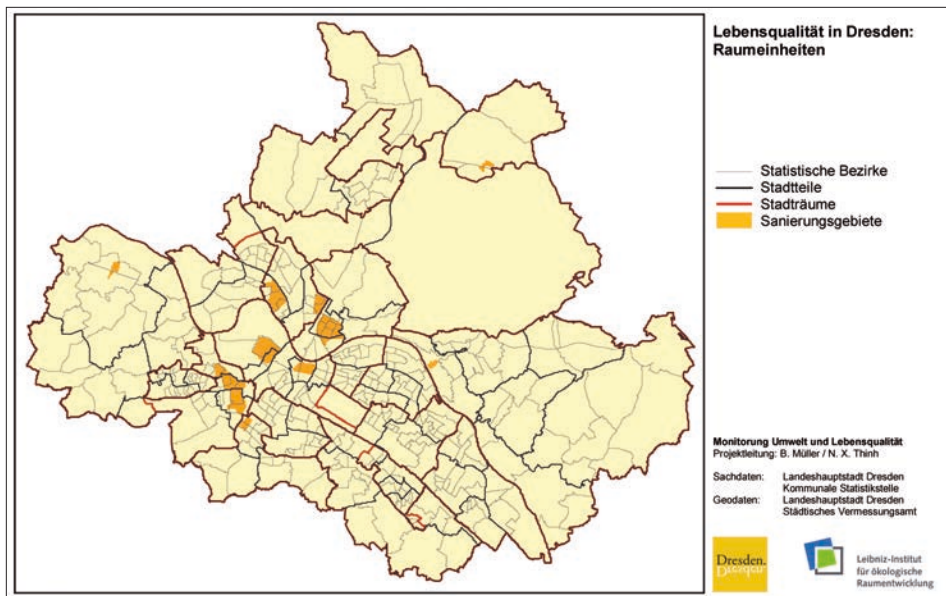 Lebensqualität in Dresden:
Raumeinheiten
Statistische Bezirke
Stadtteile
Stadträume
Sanierungsgebiete
Monitorung Umwelt und Lebensqualität
Projektleitung: B. Müller / N. X. Thinh
Sachdaten: Landeshauptstadt Dresden
Kommunale Statistikstelle
Geodaten: Landeshauptstadt Dresden
Städtisches Vermessungsamt
Dresden.
Dresden.
Leibniz-Institut
für ökologische
Raumentwicklung